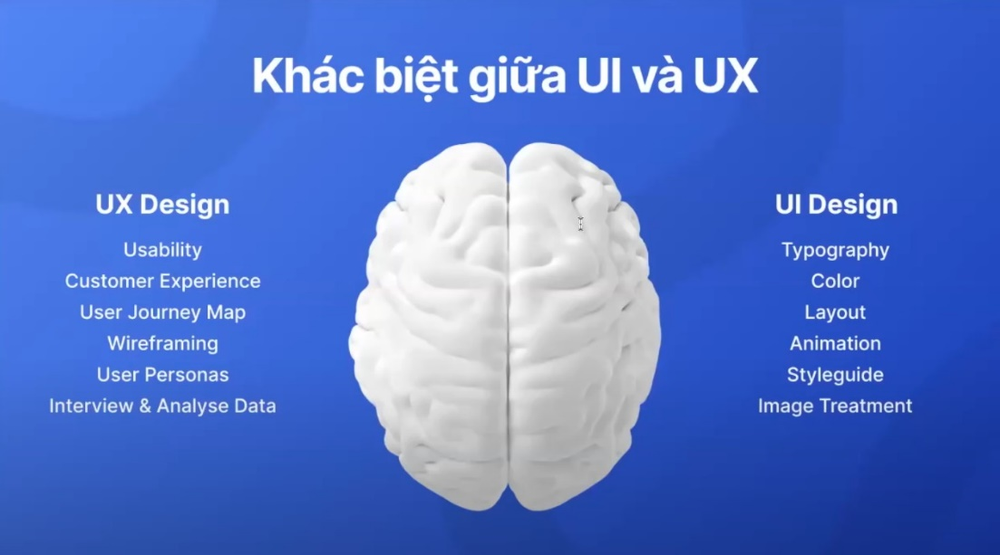 Khác biệt giữa UI và UX
UX Design
Usability
Customer Experience
User Journey Map
Wireframing
User Personas
Interview & Analyse Data
UI Design
Typography
Color
Layout
Animation
Styleguide
Image Treatment